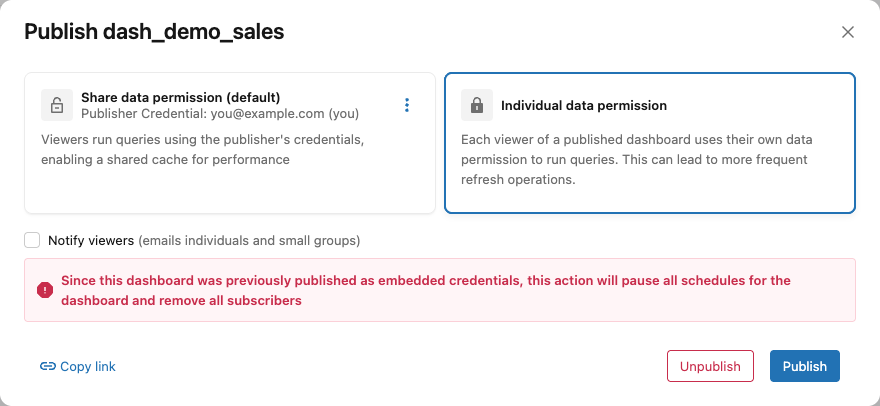 Publish dash_demo_sales
Share data permission (default)
Publisher Credential: you@example.com (you)
Viewers run queries using the publisher's credentials,
enabling a shared cache for performance
Individual data permission
Each viewer of a published dashboard uses their own data
permission to run queries. This can lead to more frequent
refresh operations.
Notify viewers (emails individuals and small groups)
Since this dashboard was previously published as embedded credentials, this action will pause all schedules for the
dashboard and remove all subscribers
Copy link
Unpublish
Publish